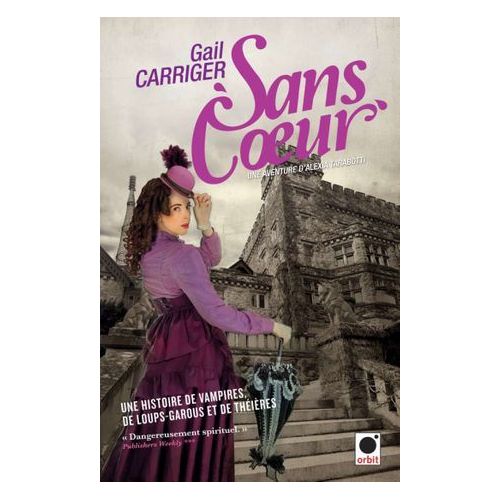 Gail
CARRIGER
Sans
Cœur
UNE AVENTURE D'ALEXIA TARABOTTI
UNE HISTOIRE DE VAMPIRES,
DE LOUPS-GAROUS ET DE THÉIÈRES
« Dangereusement spirituel. »
Publishers Weekly ***
orbit